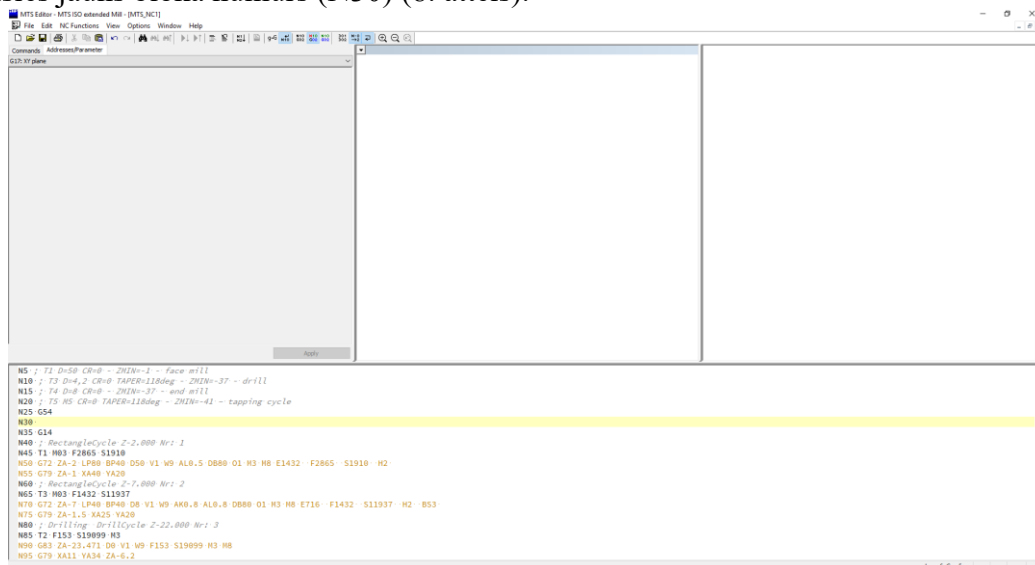 MTS Editor - MTS ISO extended Mill - [MTS_NC1]
File Edit NC Functions View Options Window Help
Commands Addresses/Parameter
G17: XY plane
Apply
N5 ; T1 D=50 CR=0 - ZMIN=-1 - face mill
N10 ; T3 D=4,2 CR=0 TAPER=118deg - ZMIN=-37 - drill
N15 ; T4 D=8 CR=0 - ZMIN=-37 - end mill
N20 ; T5 M5 CR=0 TAPER=118deg - ZMIN=-41 - tapping cycle
N25 G54
N30
N35 G14
N40 ; RectangleCycle Z-2.000 Nr: 1
N45 T1 M03 F2865 S1910
N50 G72 ZA-2 LP80 BP40 D50 V1 W9 AL0.5 DB80 O1 M3 M8 E1432 F2865 S1910 H2
N55 G79 ZA-1 XA40 YA20
N60 ; RectangleCycle Z-7.000 Nr: 2
N65 T3 M03 F1432 S11937
N70 G72 ZA-7 LP40 BP40 D8 V1 W9 AK0.8 AL0.8 DB80 O1 M3 M8 E716 F1432 S11937 H2 BS3
N75 G79 ZA-1.5 XA25 YA20
N80 ; Drilling DrillCycle Z-22.000 Nr: 3
N85 T2 F153 S19099 M3
N90 G83 ZA-23.471 D0 V1 W9 F153 S19099 M3 M8
N95 G79 XA11 YA34 ZA-6.2